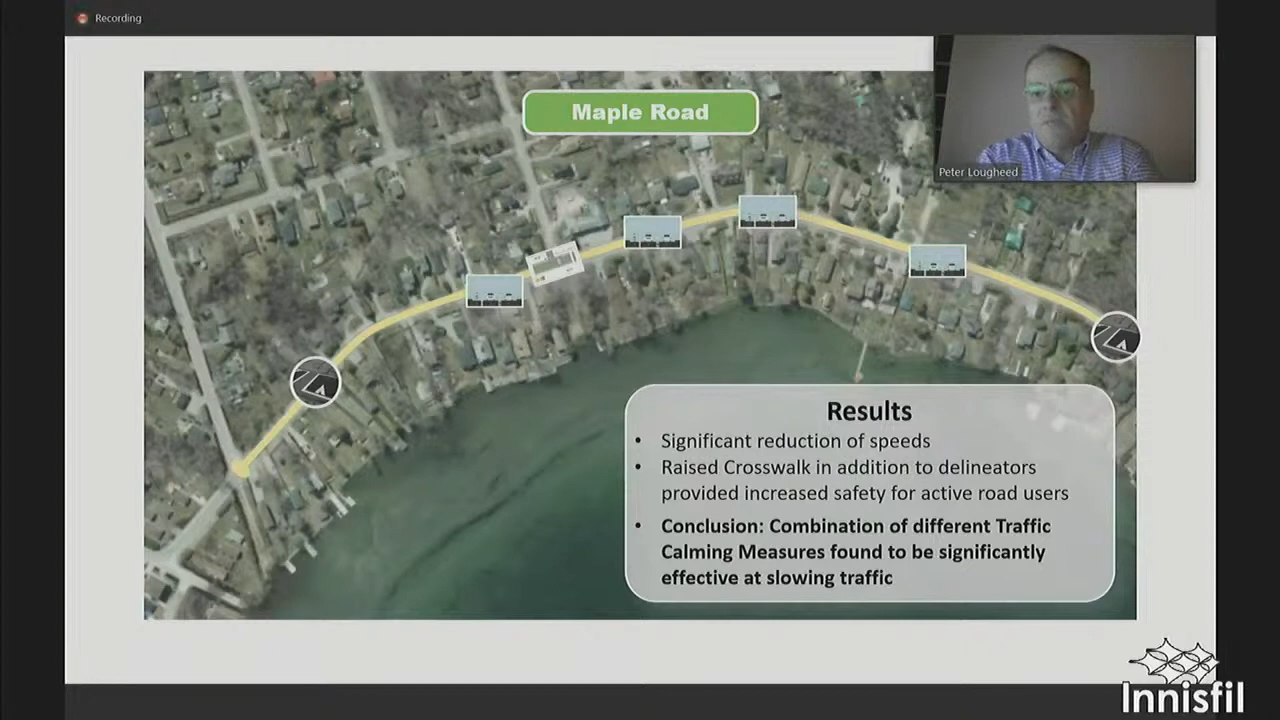 Recording
Maple Road
Peter Lougheed
Results
• Significant reduction of speeds
• Raised Crosswalk in addition to delineators
provided increased safety for active road users
• Conclusion: Combination of different Traffic
Calming Measures found to be significantly
effective at slowing traffic
Innisfil